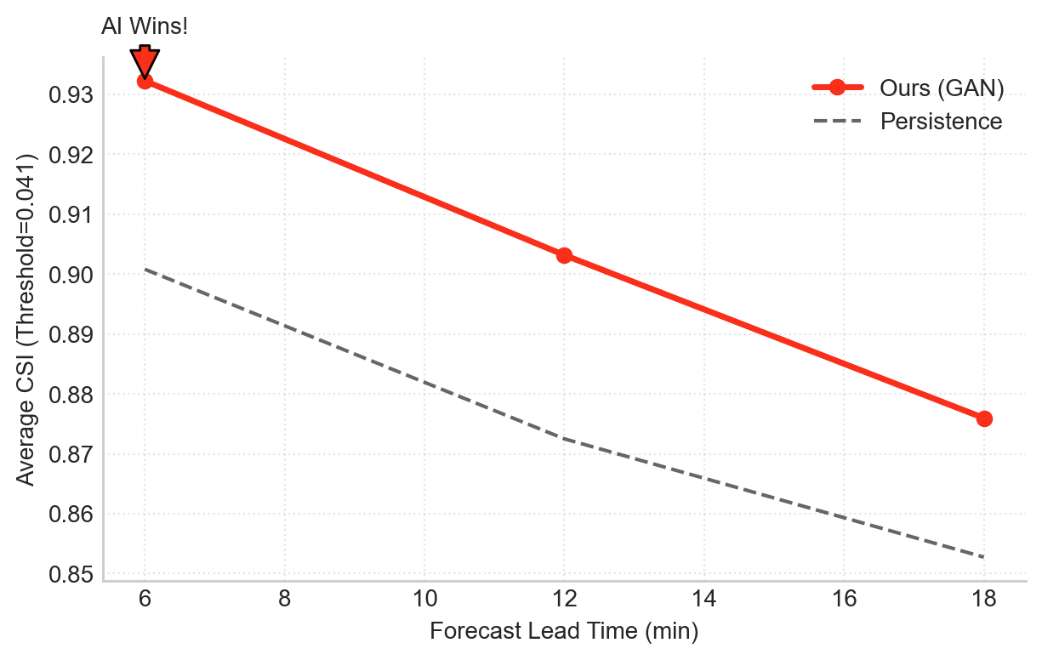 AI Wins!
Ours (GAN)
Persistence
Average CSI (Threshold=0.041)
0.93
0.92
0.91
0.90
0.89
0.88
0.87
0.86
0.85
6 8 10 12 14 16 18
Forecast Lead Time (min)